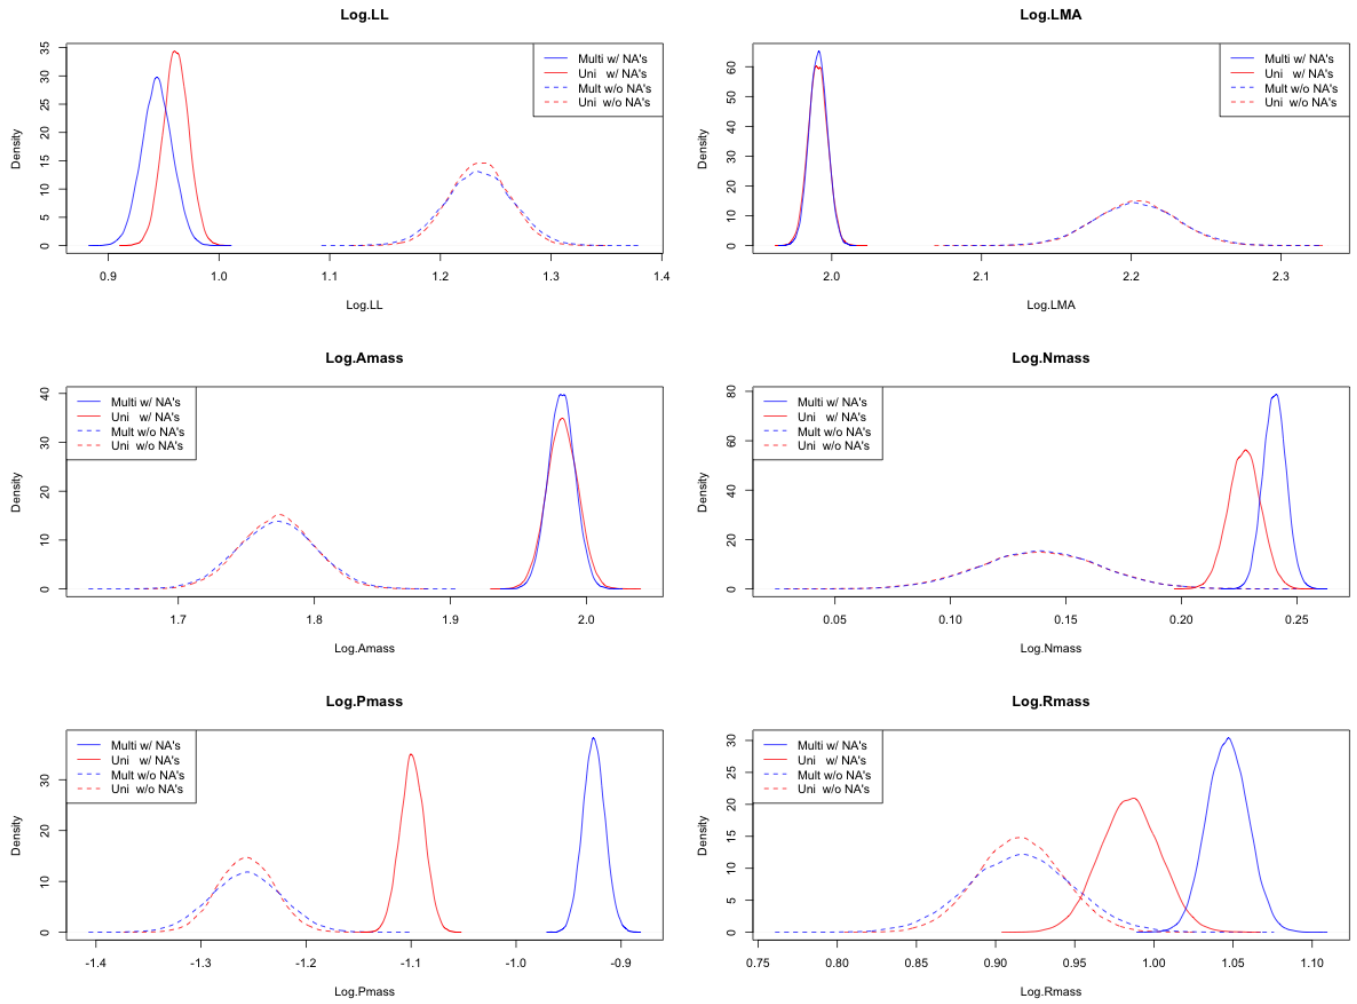 Log.LL
Density
0 5 10 15 20 25 30 35
Multi w/ NA's
Uni w/ NA's
Mult w/o NA's
Uni w/o NA's
0.9 1.0 1.1 1.2 1.3 1.4
Log.LL
Log.LMA
Density
0 10 20 30 40 50 60
Multi w/ NA's
Uni w/ NA's
Mult w/o NA's
Uni w/o NA's
2.0 2.1 2.2 2.3
Log.LMA
Log.Amass
Density
0 10 20 30 40
Multi w/ NA's
Uni w/ NA's
Mult w/o NA's
Uni w/o NA's
1.7 1.8 1.9 2.0
Log.Amass
Log.Nmass
Density
0 20 40 60 80
Multi w/ NA's
Uni w/ NA's
Mult w/o NA's
Uni w/o NA's
0.05 0.10 0.15 0.20 0.25
Log.Nmass
Log.Pmass
Density
0 10 20 30
Multi w/ NA's
Uni w/ NA's
Mult w/o NA's
Uni w/o NA's
-1.4 -1.3 -1.2 -1.1 -1.0 -0.9
Log.Pmass
Log.Rmass
Density
0 5 10 15 20 25 30
Multi w/ NA's
Uni w/ NA's
Mult w/o NA's
Uni w/o NA's
0.75 0.80 0.85 0.90 0.95 1.00 1.05 1.10
Log.Rmass